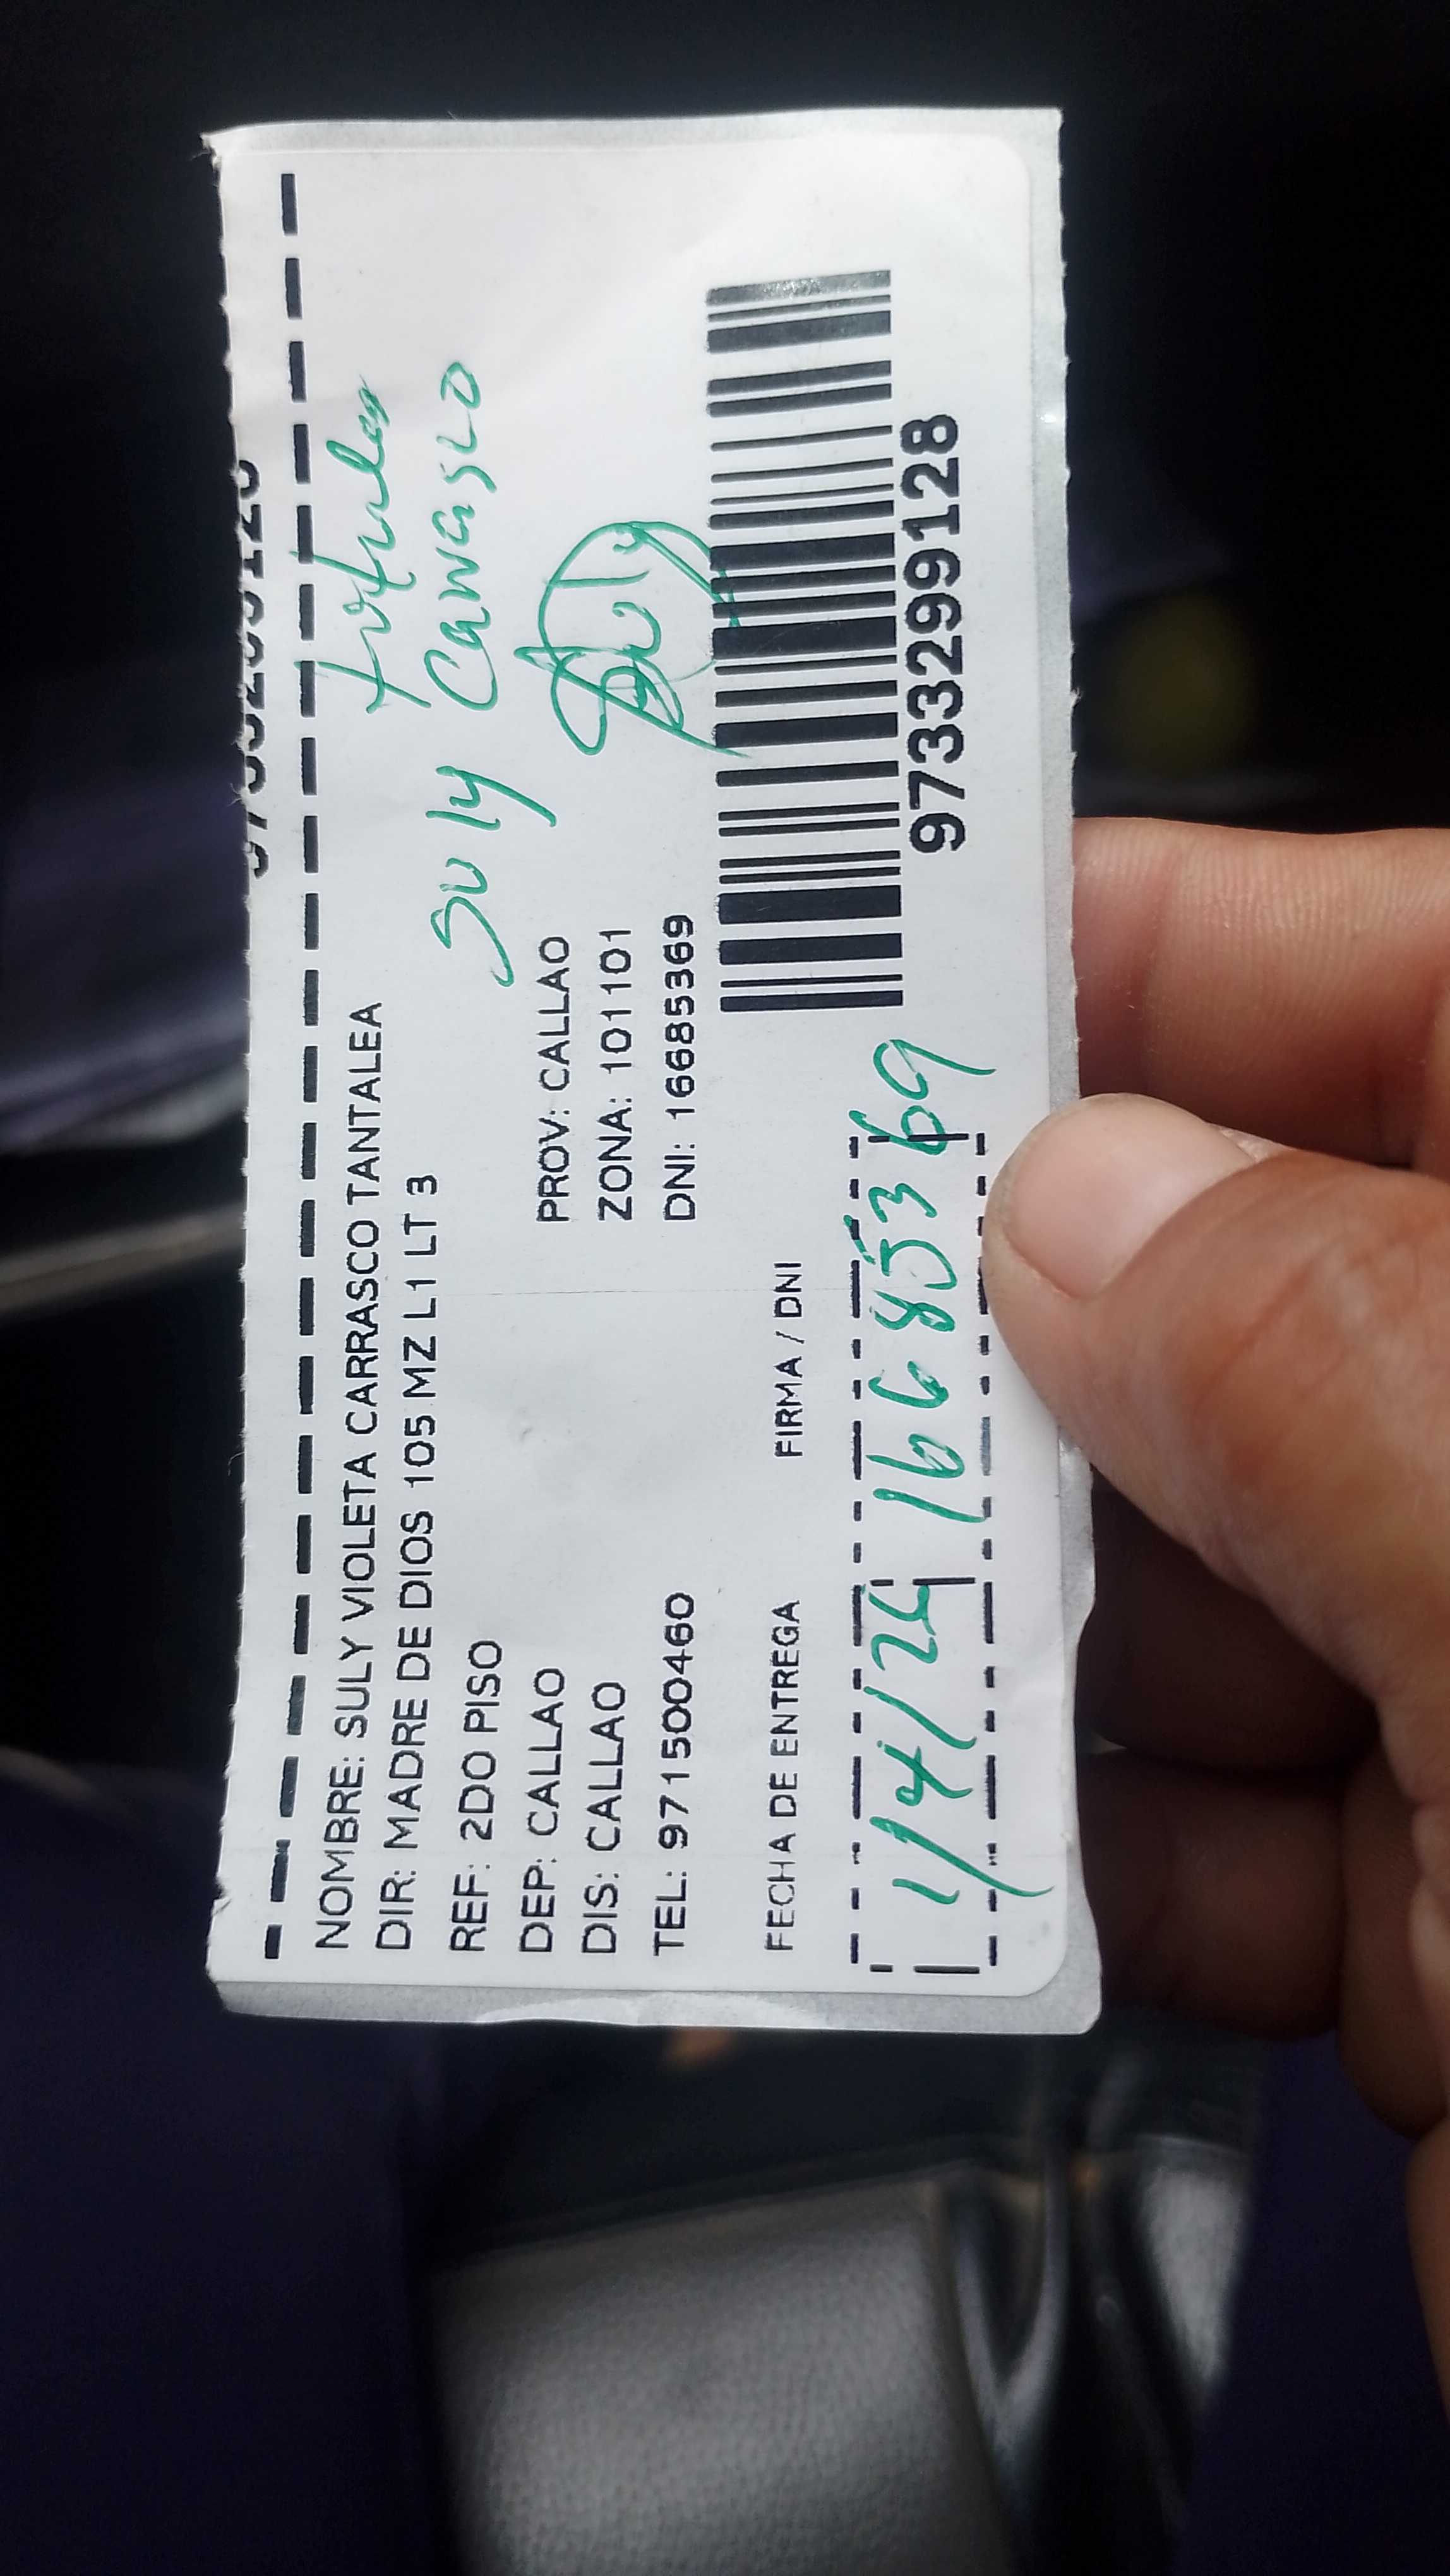 NOMBRE: SULY VIOLETA CARRASCO TANTALEA
DIR: MADRE DE DIOS 105 MZ L1 LT 3
REF: 2DO PISO
DEP: CALLAO PROV: CALLAO
DIS: CALLAO ZONA: 101101
TEL: 971500460 DNI: 16685369
Suly
FECHA DE ENTREGA FIRMA / DNI
1/4/24 16685369
9733299128